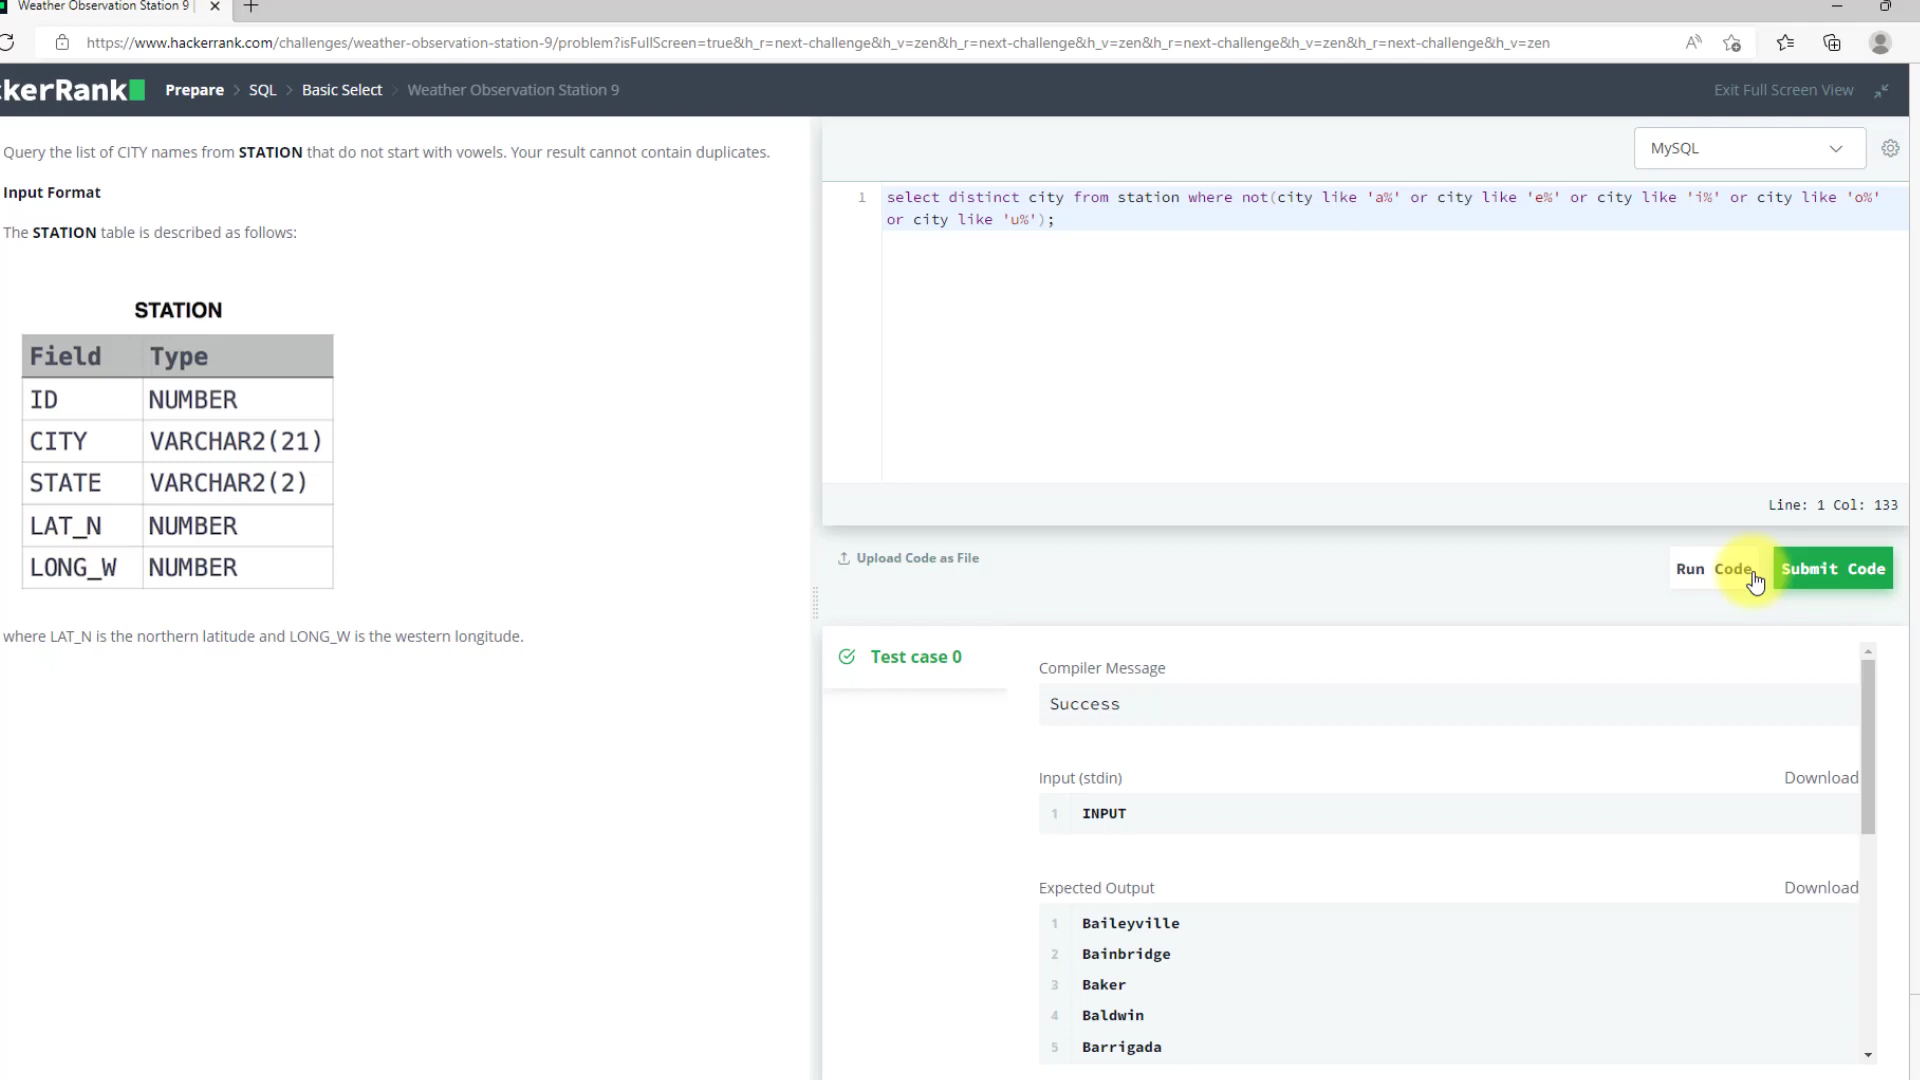 Weather Observation Station 9
https://www.hackerrank.com/challenges/weather-observation-station-9/problem?isFullScreen=true&h_r=next-challenge&h_v=zen&h_r=next-challenge&h_v=zen&h_r=next-challenge&h_v=zen&h_r=next-challenge&h_v=zen
kerRank Prepare > SQL > Basic Select > Weather Observation Station 9
Exit Full Screen View
Query the list of CITY names from STATION that do not start with vowels. Your result cannot contain duplicates.
Input Format
The STATION table is described as follows:
STATION
Field Type
ID NUMBER
CITY VARCHAR2(21)
STATE VARCHAR2(2)
LAT_N NUMBER
LONG_W NUMBER
where LAT_N is the northern latitude and LONG_W is the western longitude.
MySQL
1 select distinct city from station where not(city like 'a%' or city like 'e%' or city like 'i%' or city like 'o%'
or city like 'u%');
Line: 1 Col: 133
Upload Code as File
Run Code
Submit Code
Test case 0
Compiler Message
Success
Input (stdin)
Download
1 INPUT
Expected Output
Download
1 Baileyville
2 Bainbridge
3 Baker
4 Baldwin
5 Barrigada